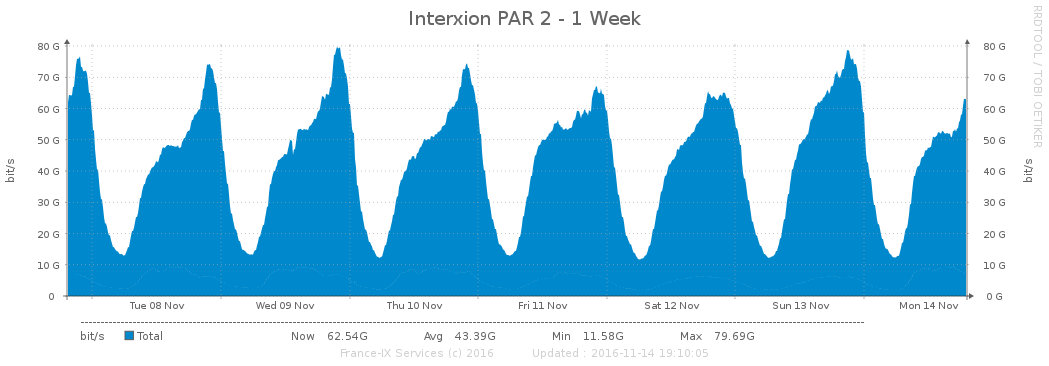 Interxion PAR 2 - 1 Week
RRDTOOL / TOBI OETIKER
80 G 80 G
70 G 70 G
60 G 60 G
50 G 50 G
40 G 40 G
30 G 30 G
20 G 20 G
10 G 10 G
0 0 G
bit/s bit/s
Tue 08 Nov Wed 09 Nov Thu 10 Nov Fri 11 Nov Sat 12 Nov Sun 13 Nov Mon 14 Nov
bit/s Total Now 62.54G Avg 43.39G Min 11.58G Max 79.69G
France-IX Services (c) 2016 Updated : 2016-11-14 19:10:05